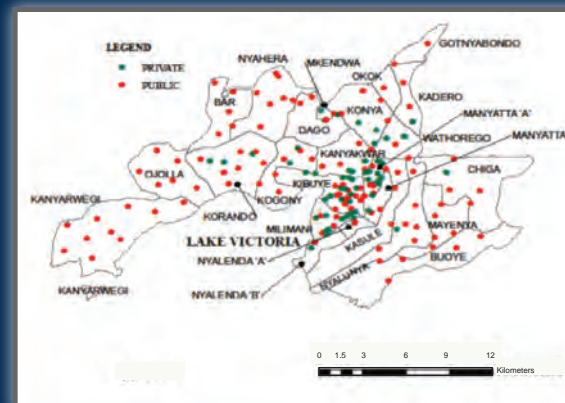 GOTNYABONDO
LEGEND
PRIVATE
PUBLIC
NYAHERA
MKENDWA
OKOK
KADERO
BAR
KONYA
MANYATTA 'A'
DAGO
WATHOREGO
KANYAKWAR
MANYATTA
OJOLLA
KIBUYE
CHIGA
KANYARWEGI
KOGONY
KORANDO
MILIMANI
MAYENYA
LAKE VICTORIA
KASULE
BUOYE
NYALENDA 'A'
NYALUNYA
KANYARWEGI
NYALENDA 'B'
0 1.5 3 6 9 12
Kilometers